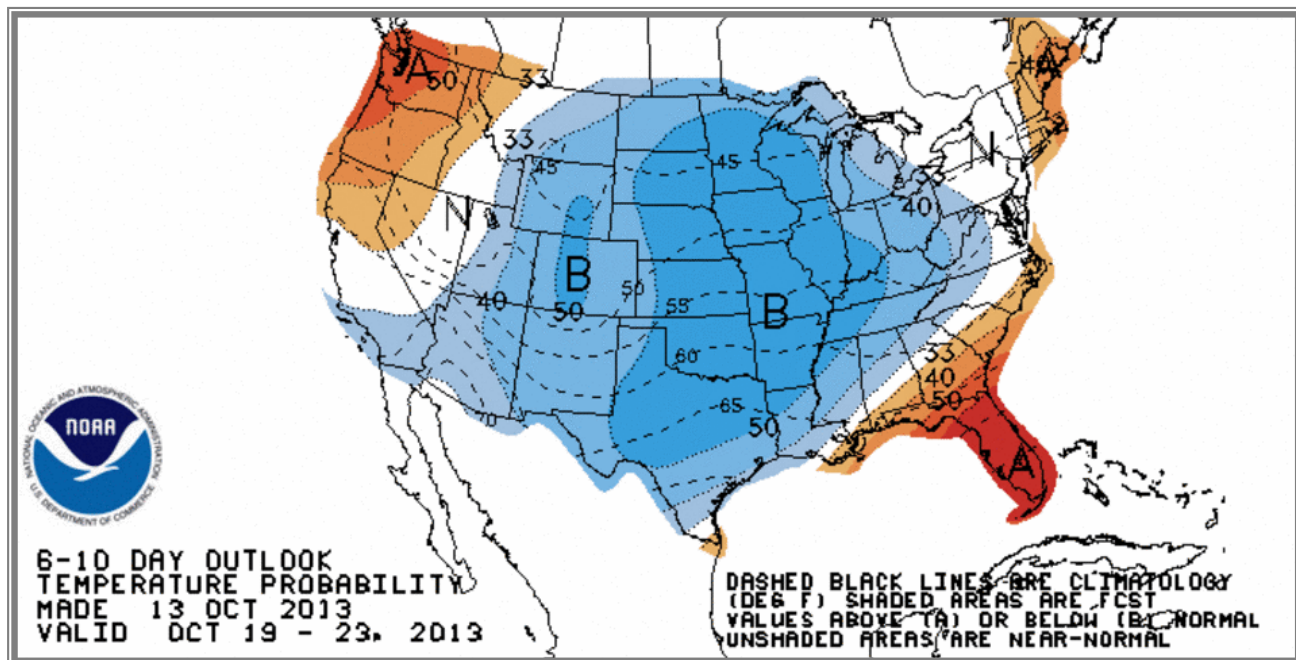 A
50
33
A
40
33
45
45
N
33
N
40
B
50
40
50
55
B
60
33
40
50
65
50
70
A
NOAA
NATIONAL OCEANIC AND ATMOSPHERIC ADMINISTRATION
U.S. DEPARTMENT OF COMMERCE
6-10 DAY OUTLOOK
TEMPERATURE PROBABILITY
MADE 13 OCT 2013
VALID OCT 19 - 23, 2013
DASHED BLACK LINES ARE CLIMATOLOGY
(DEG F) SHADED AREAS ARE FCST
VALUES ABOVE (A) OR BELOW (B) NORMAL
UNSHADED AREAS ARE NEAR-NORMAL